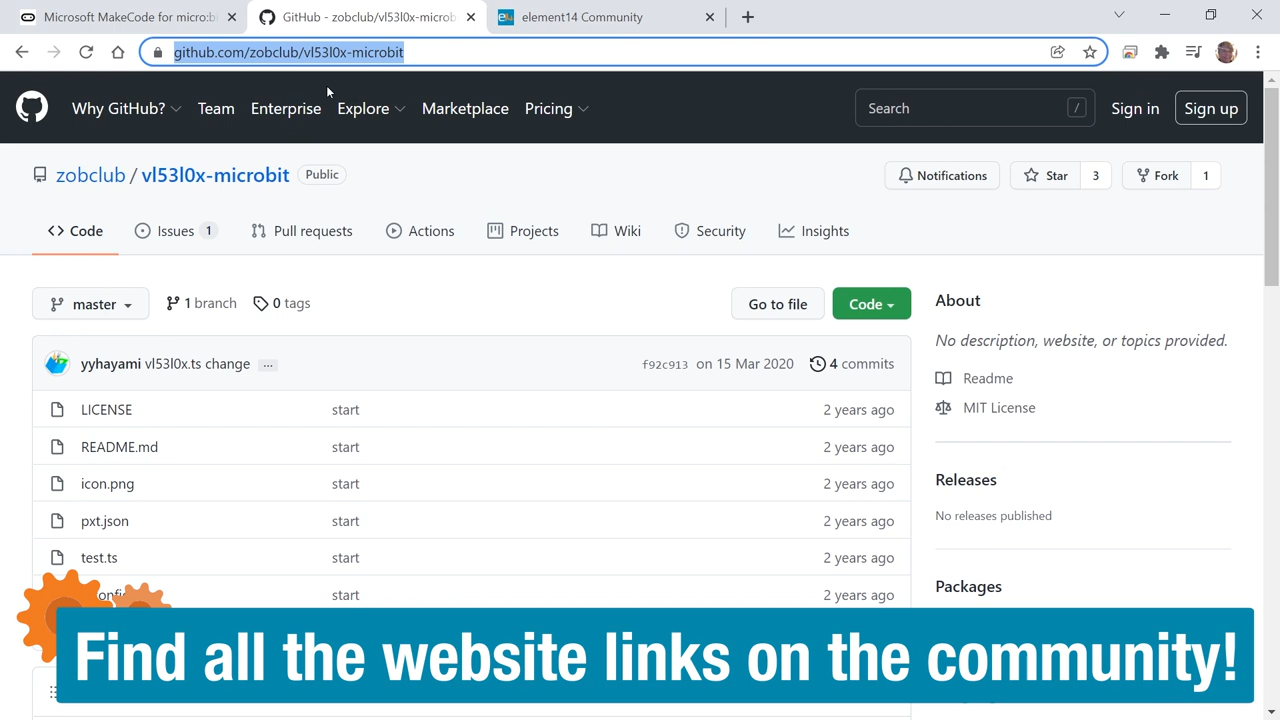 Microsoft MakeCode for micro:bi
GitHub - zobclub/vl53l0x-microb
element14 Community
github.com/zobclub/vl53l0x-microbit
Why GitHub? Team Enterprise Explore Marketplace Pricing
Search /
Sign in Sign up
zobclub / vl53l0x-microbit Public
Notifications Star 3 Fork 1
Code Issues 1 Pull requests Actions Projects Wiki Security Insights
master 1 branch 0 tags Go to file Code
yyhayami vl53l0x.ts change ... f92c913 on 15 Mar 2020 4 commits
LICENSE start 2 years ago
README.md start 2 years ago
icon.png start 2 years ago
pxt.json start 2 years ago
test.ts start 2 years ago
start 2 years ago
About
No description, website, or topics provided.
Readme
MIT License
Releases
No releases published
Packages
Find all the website links on the community!